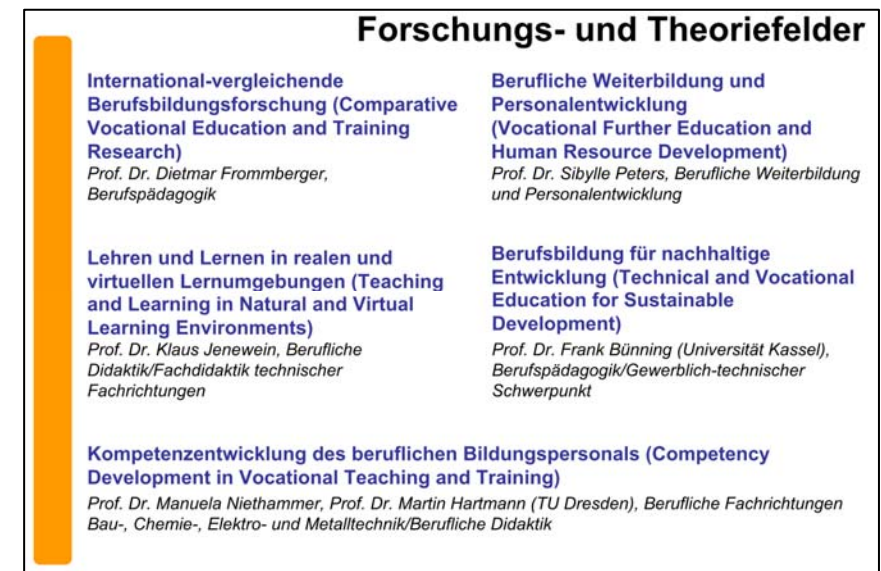 Forschungs- und Theoriefelder
International-vergleichende
Berufsbildungsforschung (Comparative
Vocational Education and Training
Research)
Prof. Dr. Dietmar Frommberger,
Berufspädagogik
Berufliche Weiterbildung und
Personalentwicklung
(Vocational Further Education and
Human Resource Development)
Prof. Dr. Sibylle Peters, Berufliche Weiterbildung
und Personalentwicklung
Lehren und Lernen in realen und
virtuellen Lernumgebungen (Teaching
and Learning in Natural and Virtual
Learning Environments)
Prof. Dr. Klaus Jenewein, Berufliche
Didaktik/Fachdidaktik technischer
Fachrichtungen
Berufsbildung für nachhaltige
Entwicklung (Technical and Vocational
Education for Sustainable
Development)
Prof. Dr. Frank Bünning (Universität Kassel),
Berufspädagogik/Gewerblich-technischer
Schwerpunkt
Kompetenzentwicklung des beruflichen Bildungspersonals (Competency
Development in Vocational Teaching and Training)
Prof. Dr. Manuela Niethammer, Prof. Dr. Martin Hartmann (TU Dresden), Berufliche Fachrichtungen
Bau-, Chemie-, Elektro- und Metalltechnik/Berufliche Didaktik